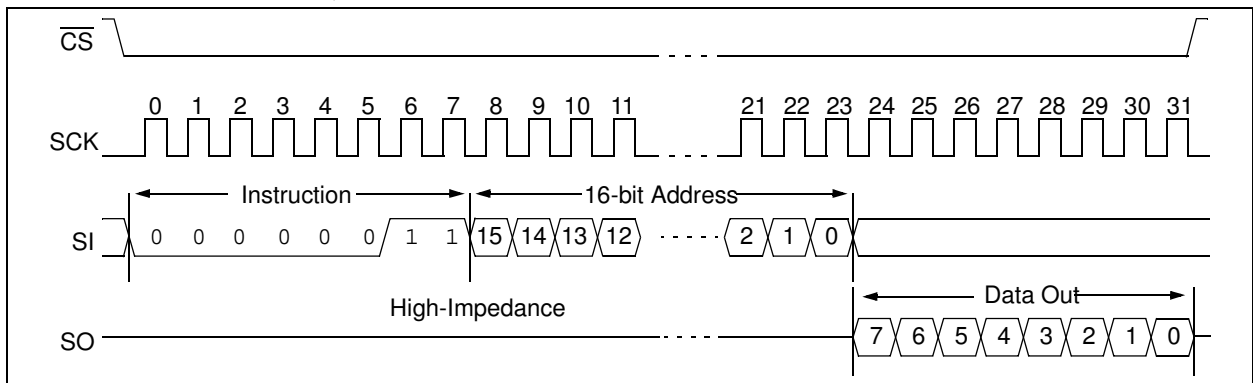 CS
0 1 2 3 4 5 6 7 8 9 10 11 21 22 23 24 25 26 27 28 29 30 31
SCK
Instruction 16-bit Address
SI 0 0 0 0 0 0 1 1 15 14 13 12 2 1 0
High-Impedance Data Out
SO 7 6 5 4 3 2 1 0